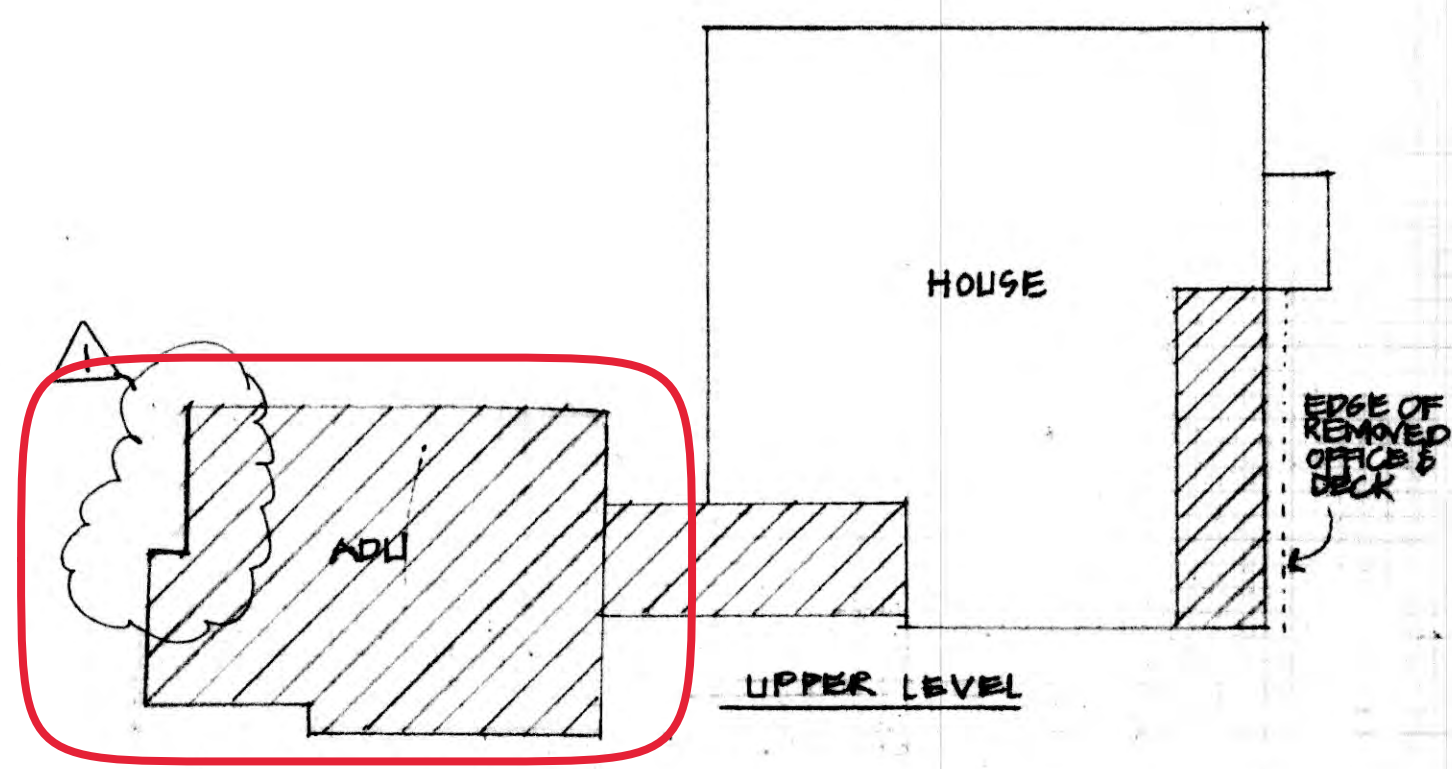 HOUSE
1
EDGE OF
REMOVED
OFFICE &
DECK
ADU
UPPER LEVEL